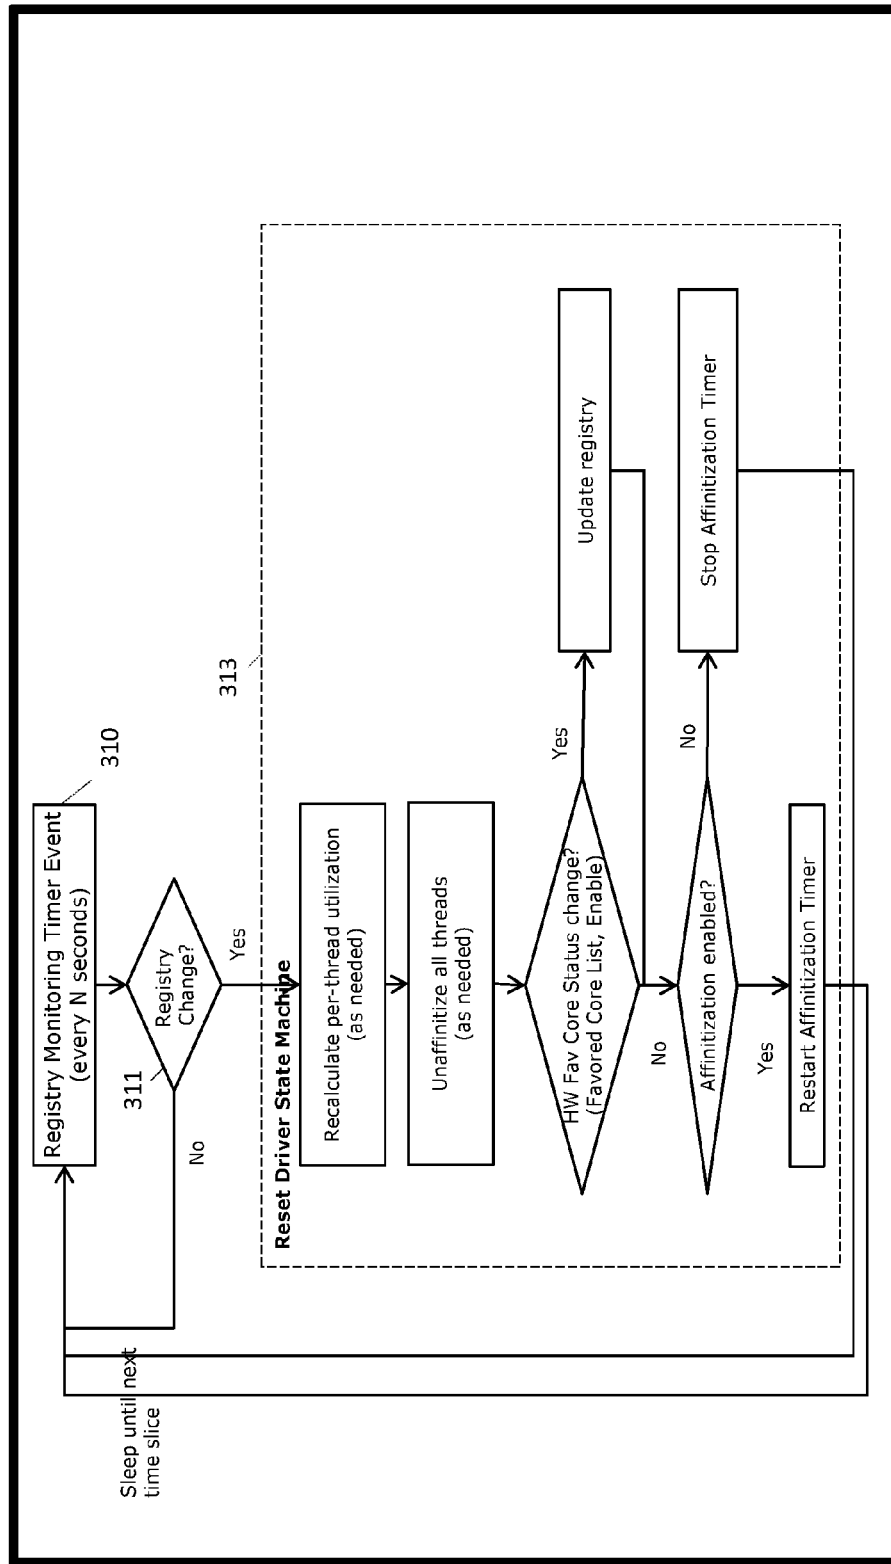 Registry Monitoring Timer Event
(every N seconds)
310
Registry
Change?
311
No
Yes
Sleep until next
time slice
313
Reset Driver State Machine
Recalculate per-thread utilization
(as needed)
Unaffinitize all threads
(as needed)
HW Fav Core Status change?
(Favored Core List, Enable)
Yes
Update registry
No
Affinitization enabled?
No
Stop Affinitization Timer
Yes
Restart Affinitization Timer